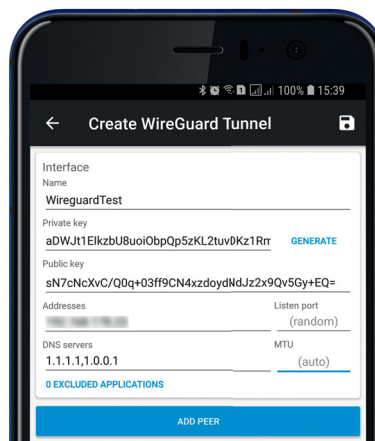 100% 15:39
Create WireGuard Tunnel
Interface
Name
WireguardTest
Private key
aDWJt1ElkzbU8uoiObpQp5zKL2tuvDKz1Rm
GENERATE
Public key
sN7cNcXvC/Q0q+03ff9CN4xzdoydNdJz2x9Qv5Gy+EQ=
Addresses
Listen port
(random)
DNS servers
MTU
1.1.1.1,1.0.0.1
(auto)
0 EXCLUDED APPLICATIONS
ADD PEER